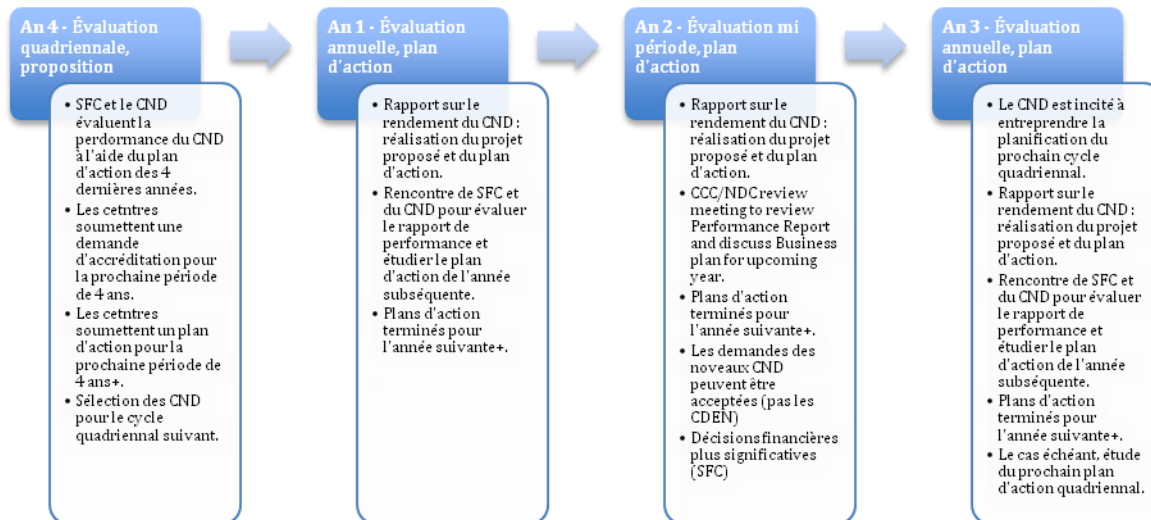 An 4 - Évaluation
quadriennale,
proposition
• SFC et le CND
évaluent la
perdormance du CND
à l'aide du plan
d'action des 4
dernières années.
• Les cetntres
soumettent une
demande
d'accréditation pour
la prochaine période
de 4 ans.
• Les cetntres
soumettent un plan
d'action pour la
prochaine période de
4 ans+.
• Sélection des CND
pour le cycle
quadriennal suivant.
An 1 - Évaluation
annuelle, plan
d'action
• Rapport sur le
rendement du CND :
réalisation du projet
proposé et du plan
d'action.
• Rencontre de SFC et
du CND pour évaluer
le rapport de
performance et
étudier le plan
d'action de l'année
subséquente.
• Plans d'action
terminés pour
l'année suivante+.
An 2 - Évaluation mi
période, plan
d'action
• Rapport sur le
rendement du CND :
réalisation du projet
proposé et du plan
d'action.
• CCC/NDC review
meeting to review
Performance Report
and discuss Business
plan for upcoming
year.
• Plans d'action
terminés pour
l'année suivante+.
• Les demandes des
noveaux CND
peuvent être
acceptées (pas les
CDEN)
• Décisions financières
plus significatives
(SFC)
An 3 - Évaluation
annuelle, plan
d'action
• Le CND est incité à
entreprendre la
planification du
prochain cycle
quadriennal.
• Rapport sur le
rendement du CND :
réalisation du projet
proposé et du plan
d'action.
• Rencontre de SFC et
du CND pour évaluer
le rapport de
performance et
étudier le plan
d'action de l'année
subséquente.
• Plans d'action
terminés pour
l'année suivante+.
• Le cas échéant, étude
du prochain plan
d'action quadriennal.